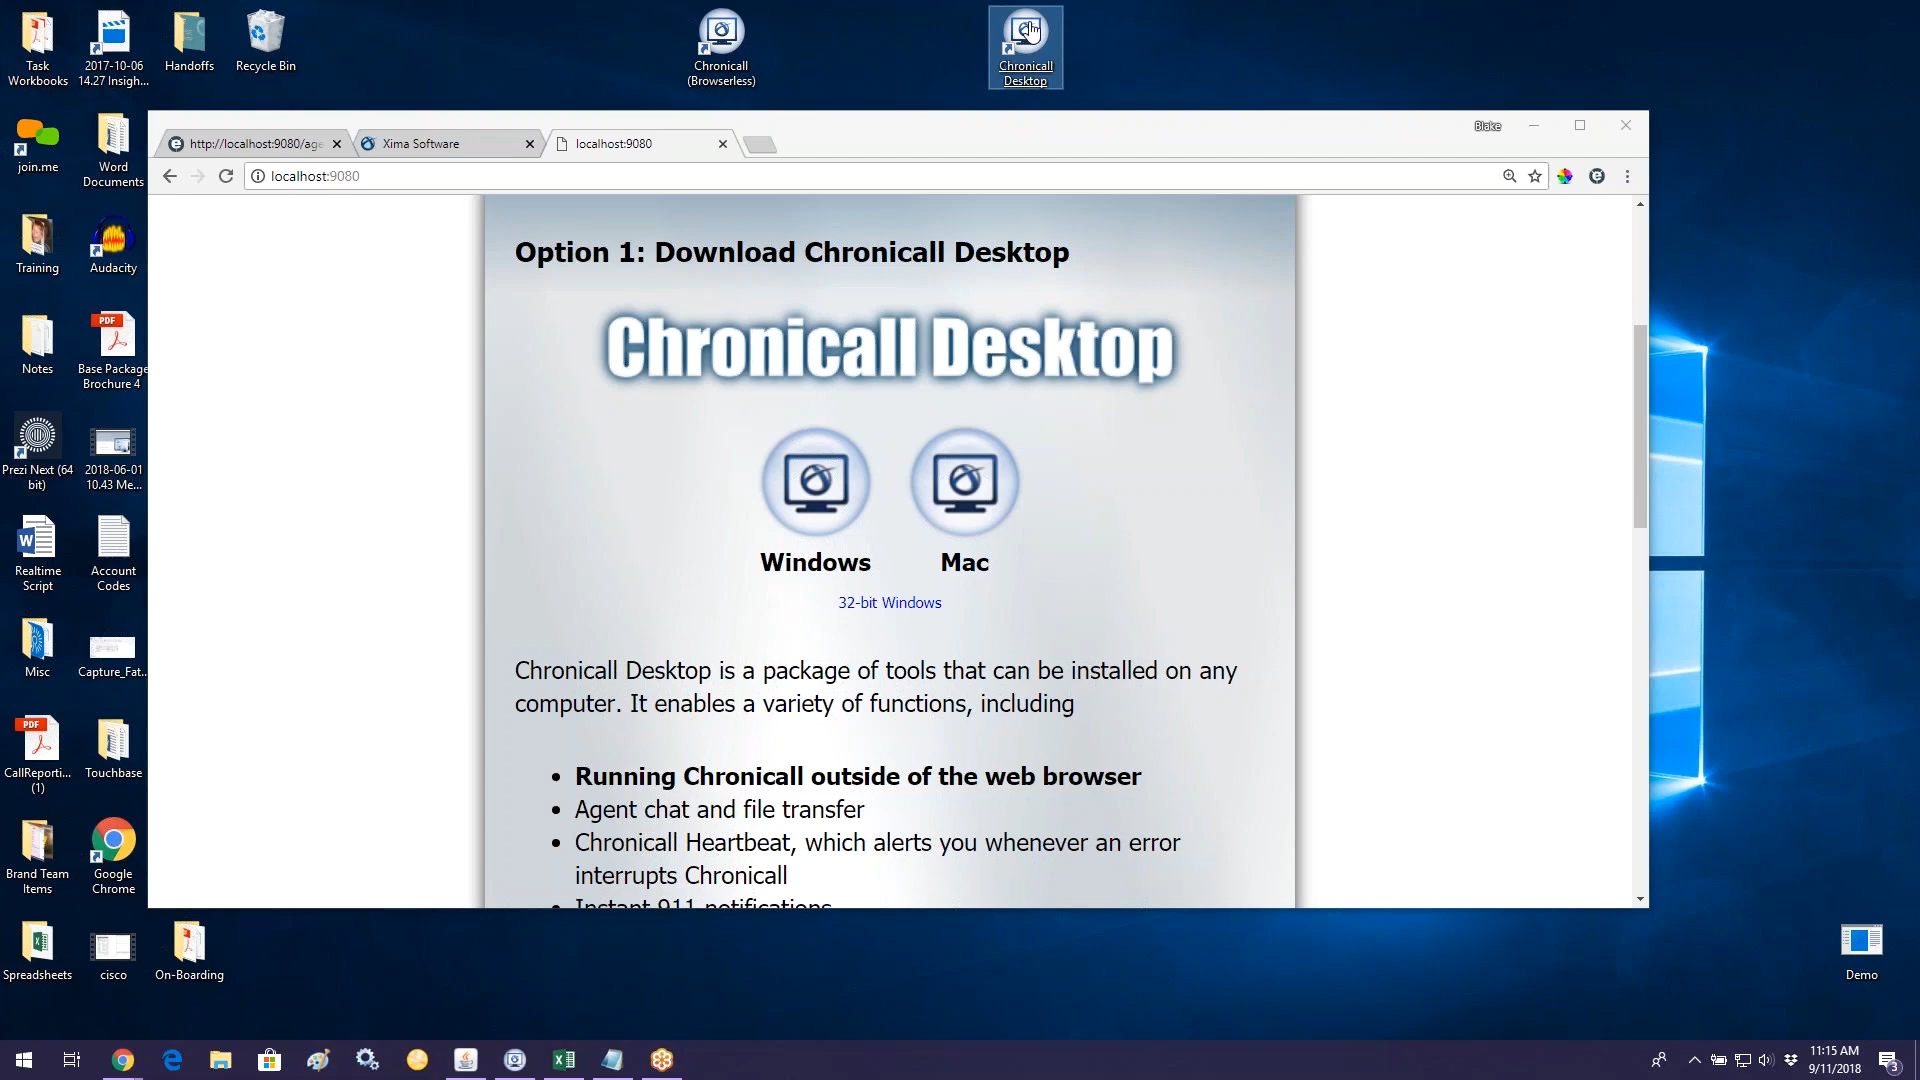 Task
Workbooks
2017-10-06
14.27 Insigh...
Handoffs
Recycle Bin
Chronicall
(Browserless)
Chronicall
Desktop
join.me
Word
Documents
Training
Audacity
Notes
Base Package
Brochure 4
Prezi Next (64
bit)
2018-06-01
10.43 Me...
Realtime
Script
Account
Codes
Misc
Capture_Fat...
CallReporti...
(1)
Touchbase
Brand Team
Items
Google
Chrome
Spreadsheets
cisco
On-Boarding
Demo
PDF
PDF
Blake
http://localhost:9080/age
Xima Software
localhost:9080
localhost:9080
Option 1: Download Chronicall Desktop
Chronicall Desktop
Windows
Mac
32-bit Windows
Chronicall Desktop is a package of tools that can be installed on any
computer. It enables a variety of functions, including
• Running Chronicall outside of the web browser
• Agent chat and file transfer
• Chronicall Heartbeat, which alerts you whenever an error
interrupts Chronicall
• Instant 911 notifications
11:15 AM
9/11/2018
3